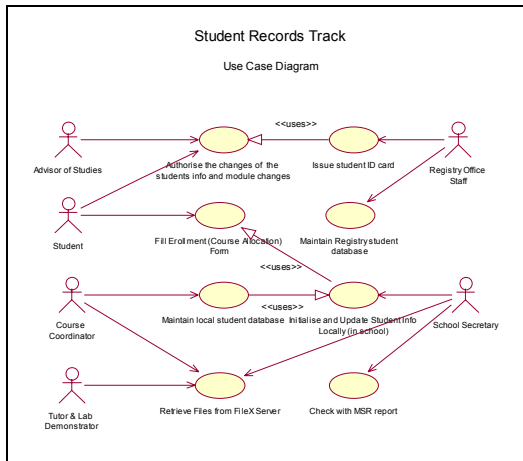 Student Records Track
Use Case Diagram
<<uses>>
Advisor of Studies
Authorise the changes of the
students info and module changes
Issue student ID card
Registry Office
Staff
Student
Fill Erollment (Course Allocation)
Form
Maintain Registry student
database
<<uses>>
Course
Coordinator
Maintain local student database
<<uses>>
Initialise and Update Student Info
Locally (in school)
School Secretary
Tutor & Lab
Demonstrator
Retrieve Files from FileX Server
Check with MSR report